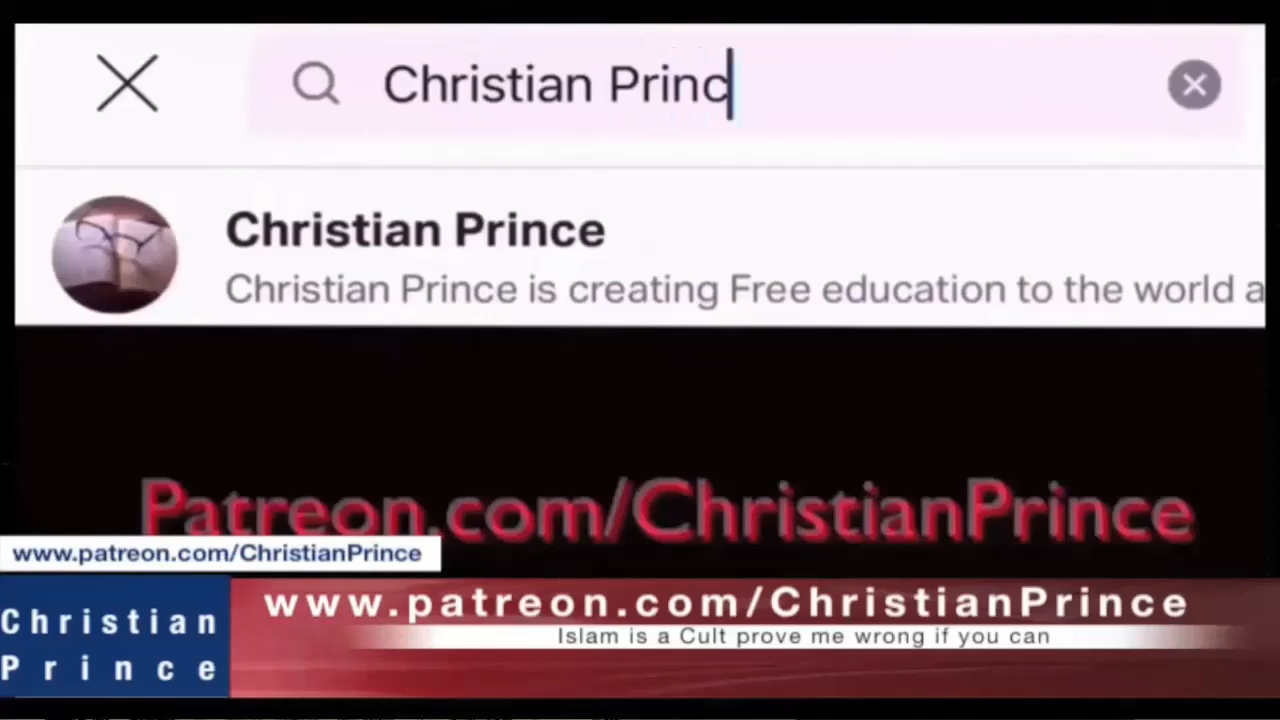 Christian Princ
Christian Prince
Christian Prince is creating Free education to the world a
Patreon.com/ChristianPrince
www.patreon.com/ChristianPrince
www.patreon.com/ChristianPrince
Islam is a Cult prove me wrong if you can
Christian
Prince